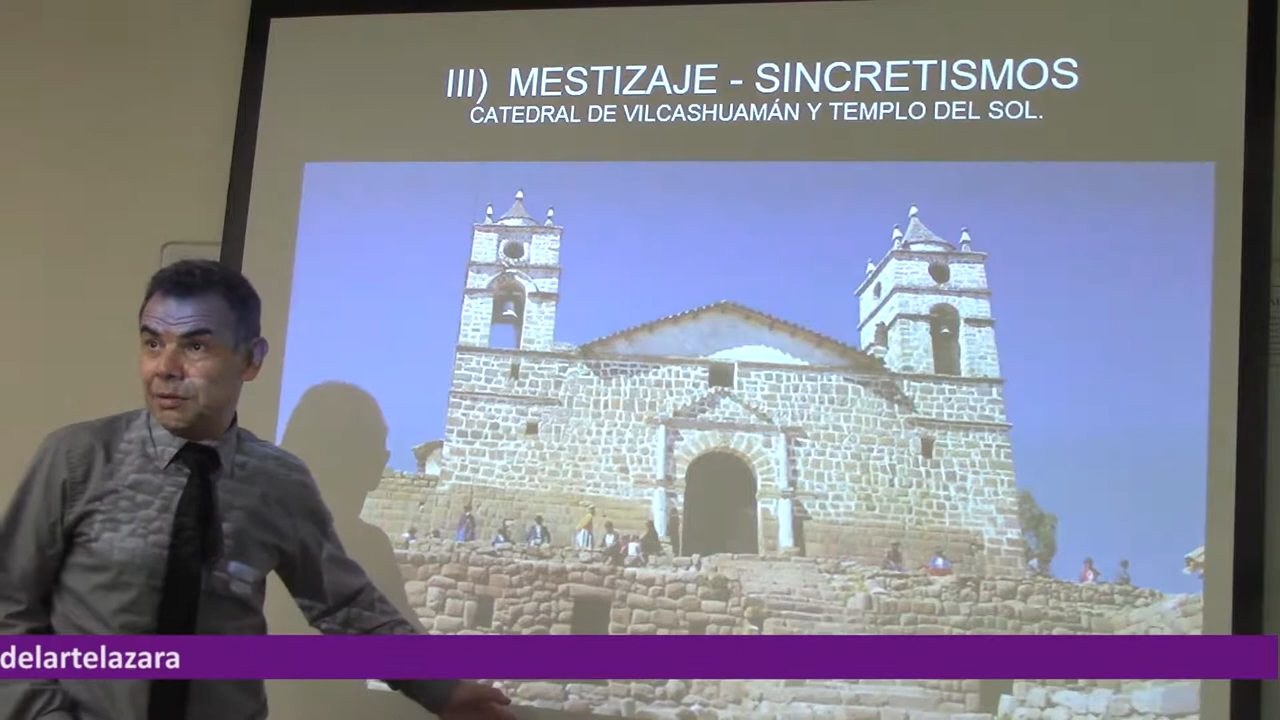 III) MESTIZAJE - SINCRETISMOS
CATEDRAL DE VILCASHUAMÁN Y TEMPLO DEL SOL.
delartelazara